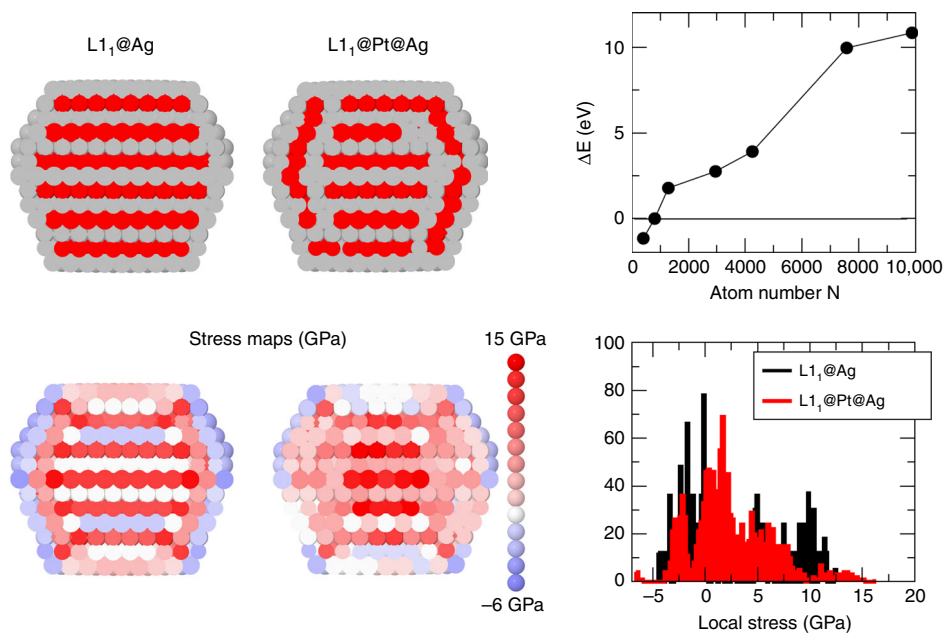 L1₁@Ag
L1₁@Pt@Ag
10
5
0
ΔE (eV)
0 2000 4000 6000 8000 10,000
Atom number N
Stress maps (GPa)
15 GPa
–6 GPa
100
80
60
40
20
0
L1₁@Ag
L1₁@Pt@Ag
–5 0 5 10 15 20
Local stress (GPa)